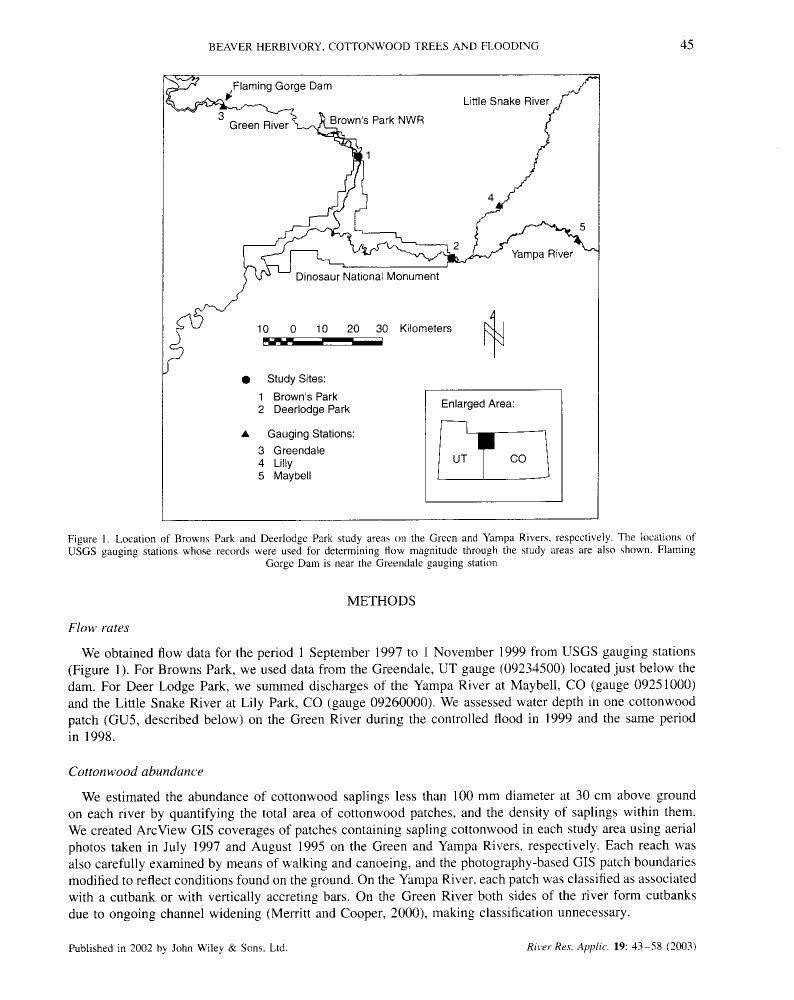 BEAVER HERBIVORY, COTTONWOOD TREES AND FLOODING 45
Flaming Gorge Dam
Little Snake River
3
Green River
Brown's Park NWR
1
4
5
2
Yampa River
Dinosaur National Monument
10 0 10 20 30 Kilometers
Study Sites:
1 Brown's Park
2 Deerlodge Park
Gauging Stations:
3 Greendale
4 Lilly
5 Maybell
Enlarged Area:
UT CO
Figure 1. Location of Browns Park and Deerlodge Park study areas on the Green and Yampa Rivers, respectively. The locations of
USGS gauging stations whose records were used for determining flow magnitude through the study areas are also shown. Flaming
Gorge Dam is near the Greendale gauging station
METHODS
Flow rates
We obtained flow data for the period 1 September 1997 to 1 November 1999 from USGS gauging stations
(Figure 1). For Browns Park, we used data from the Greendale, UT gauge (09234500) located just below the
dam. For Deer Lodge Park, we summed discharges of the Yampa River at Maybell, CO (gauge 09251000)
and the Little Snake River at Lily Park, CO (gauge 09260000). We assessed water depth in one cottonwood
patch (GU5, described below) on the Green River during the controlled flood in 1999 and the same period
in 1998.
Cottonwood abundance
We estimated the abundance of cottonwood saplings less than 100 mm diameter at 30 cm above ground
on each river by quantifying the total area of cottonwood patches, and the density of saplings within them.
We created ArcView GIS coverages of patches containing sapling cottonwood in each study area using aerial
photos taken in July 1997 and August 1995 on the Green and Yampa Rivers, respectively. Each reach was
also carefully examined by means of walking and canoeing, and the photography-based GIS patch boundaries
modified to reflect conditions found on the ground. On the Yampa River, each patch was classified as associated
with a cutbank or with vertically accreting bars. On the Green River both sides of the river form cutbanks
due to ongoing channel widening (Merritt and Cooper, 2000), making classification unnecessary.
Published in 2002 by John Wiley & Sons, Ltd. River Res. Applic. 19: 43–58 (2003)